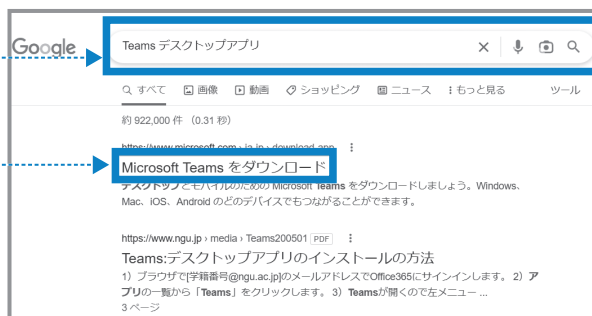 Google
Teams デスクトップアプリ
すべて 画像 動画 ショッピング ニュース もっと見る ツール
約 922,000 件 （0.31 秒）
https://www.microsoft.com › ja-jp › download-app
Microsoft Teams をダウンロード
デスクトップとモバイルのための Microsoft Teams をダウンロードしましょう。Windows、
Mac、iOS、Android のどのデバイスでもつながることができます。
https://www.ngu.jp › media › Teams200501 PDF
Teams:デスクトップアプリのインストールの方法
1）ブラウザで[学籍番号@ngu.ac.jp]のメールアドレスでOffice365にサインインします。 2）ア
プリの一覧から「Teams」をクリックします。 3）Teamsが開くので左メニュー ...
3 ページ